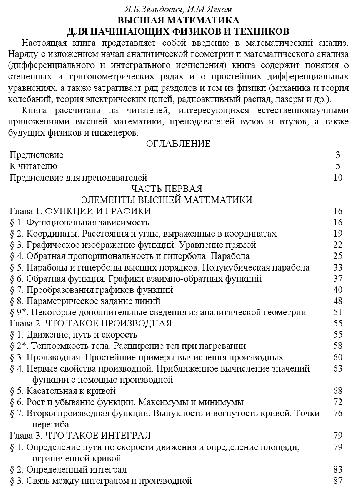 Я.Б.Зельдович, И.М.Яглом
ВЫСШАЯ МАТЕМАТИКА
ДЛЯ НАЧИНАЮЩИХ ФИЗИКОВ И ТЕХНИКОВ
Настоящая книга представляет собой введение в математический анализ.
Наряду с изложением начал аналитической геометрии и математического анализа
(дифференциального и интегрального исчисления) книга содержит понятия о
степенных и тригонометрических рядах и о простейших дифференциальных
уравнениях, а также затрагивает ряд разделов и тем из физики (механика и теория
колебаний, теория электрических цепей, радиоактивный распад, лазеры и др.).
Книга рассчитана на читателей, интересующихся естественнонаучными
приложениями высшей математики, преподавателей вузов и втузов, а также
будущих физиков и инженеров.
ОГЛАВЛЕНИЕ
Предисловие 3
К читателю 5
Предисловие для преподавателей 10
ЧАСТЬ ПЕРВАЯ
ЭЛЕМЕНТЫ ВЫСШЕЙ МАТЕМАТИКИ
Глава 1. ФУНКЦИИ И ГРАФИКИ 16
§ 1. Функциональная зависимость 16
§ 2. Координаты. Расстояния и углы, выраженные в координатах 19
§ 3. Графическое изображение функций. Уравнение прямой 22
§ 4. Обратная пропорциональность и гипербола. Парабола 25
§ 5. Параболы и гиперболы высших порядков. Полукубическая парабола 33
§ 6. Обратная функция. Графики взаимно-обратных функций 37
§ 7. Преобразования графиков функций 40
§ 8. Параметрическое задание линий 48
§ 9*. Некоторые дополнительные сведения из аналитической геометрии 51
Глава 2. ЧТО ТАКОЕ ПРОИЗВОДНАЯ 55
§ 1. Движение, путь и скорость 55
§ 2*. Теплоемкость тела. Расширение тел при нагревании 58
§ 3. Производная. Простейшие примеры вычисления производных 60
§ 4. Первые свойства производной. Приближенное вычисление значений 63
функции с помощью производной
§ 5. Касательная к кривой 68
§ 6. Рост и убывание функции. Максимумы и минимумы 72
§ 7. Вторая производная функции. Выпуклость и вогнутость кривой. Точки 76
перегиба
Глава 3. ЧТО ТАКОЕ ИНТЕГРАЛ 79
§ 1. Определение пути по скорости движения и определение площади, 79
ограниченной кривой
§ 2. Определенный интеграл 83
§ 3. Связь между интегралом и производной 87